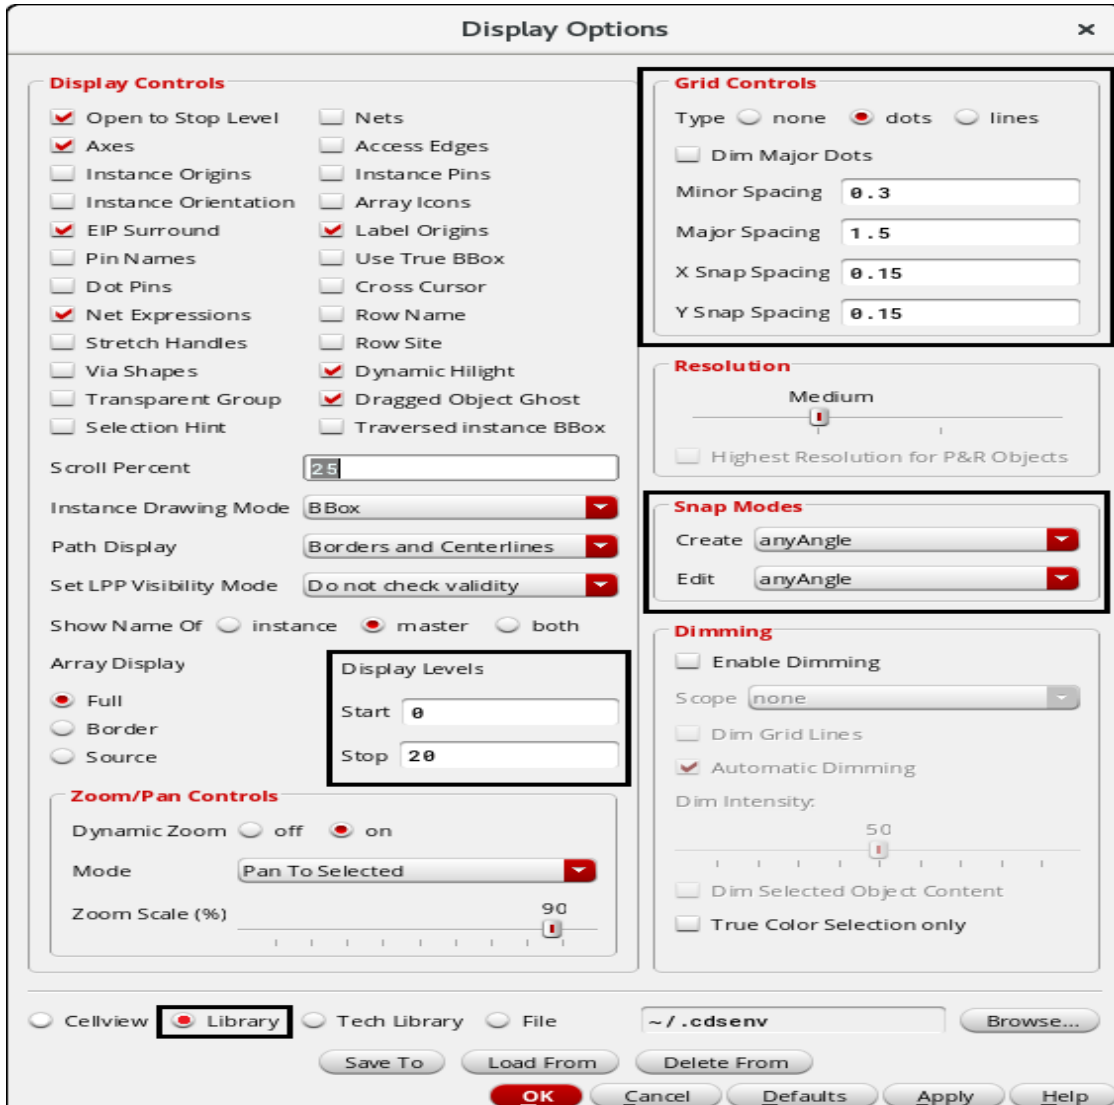 Display Options
Display Controls
Open to Stop Level
Nets
Axes
Access Edges
Instance Origins
Instance Pins
Instance Orientation
Array Icons
EIP Surround
Label Origins
Pin Names
Use True BBox
Dot Pins
Cross Cursor
Net Expressions
Row Name
Stretch Handles
Row Site
Via Shapes
Dynamic Hilight
Transparent Group
Dragged Object Ghost
Selection Hint
Traversed instance BBox
Scroll Percent 25
Instance Drawing Mode BBox
Path Display Borders and Centerlines
Set LPP Visibility Mode Do not check validity
Show Name Of instance master both
Array Display
Full
Border
Source
Display Levels
Start 0
Stop 20
Zoom/Pan Controls
Dynamic Zoom off on
Mode Pan To Selected
Zoom Scale (%) 90
Grid Controls
Type none dots lines
Dim Major Dots
Minor Spacing 0.3
Major Spacing 1.5
X Snap Spacing 0.15
Y Snap Spacing 0.15
Resolution
Medium
Highest Resolution for P&R Objects
Snap Modes
Create anyAngle
Edit anyAngle
Dimming
Enable Dimming
Scope none
Dim Grid Lines
Automatic Dimming
Dim Intensity:
50
Dim Selected Object Content
True Color Selection only
Cellview Library Tech Library File ~/.cdsenv Browse...
Save To Load From Delete From
OK Cancel Defaults Apply Help